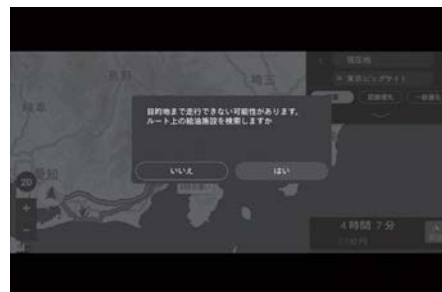 現在地
長野
埼玉
東京ビッグサイト
岐阜
目的地まで走行できない可能性があります。
ルート上の給油施設を検索しますか
愛知
いいえ
はい
20
+
−
4時間 7分